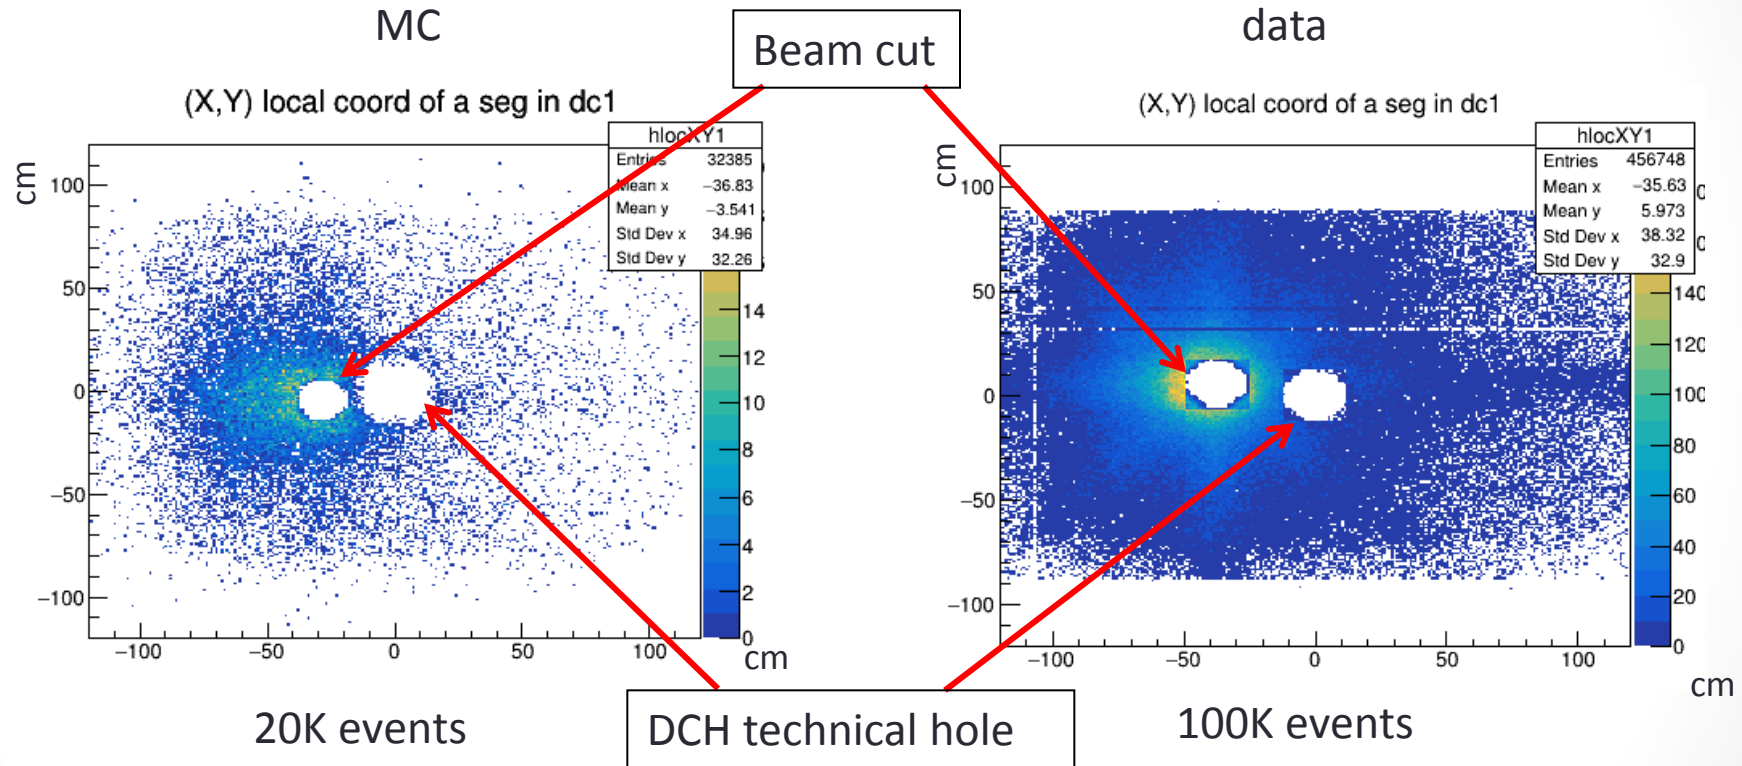 MC
data
Beam cut
(X,Y) local coord of a seg in dc1
hlocXY1
Entries 32385
Mean x −36.83
Mean y −3.541
Std Dev x 34.96
Std Dev y 32.26
cm
100
50
0
−50
−100
−100 −50 0 50 100
cm
14
12
10
8
6
4
2
0
(X,Y) local coord of a seg in dc1
hlocXY1
Entries 456748
Mean x −35.63
Mean y 5.973
Std Dev x 38.32
Std Dev y 32.9
cm
100
50
0
−50
−100
−100 −50 0 50 100
cm
140
120
100
80
60
40
20
0
20K events
DCH technical hole
100K events